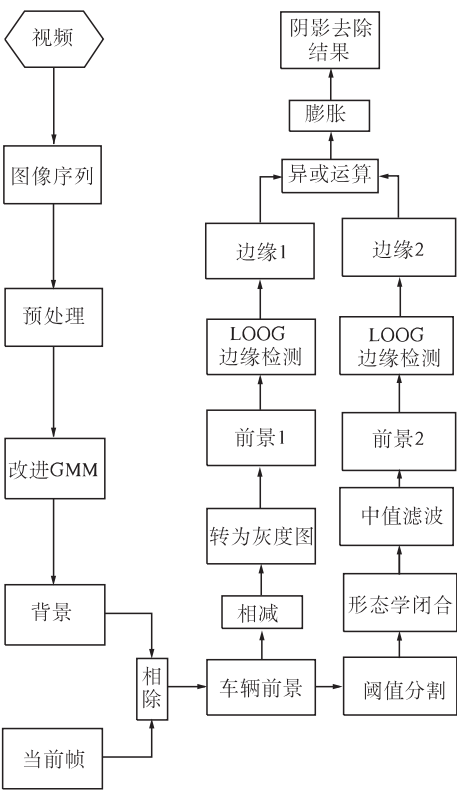 视频
图像序列
预处理
改进GMM
背景
当前帧
相
除
车辆前景
相减
转为灰度图
前景1
LOOG
边缘检测
边缘1
阈值分割
形态学闭合
中值滤波
前景2
LOOG
边缘检测
边缘2
异或运算
膨胀
阴影去除
结果